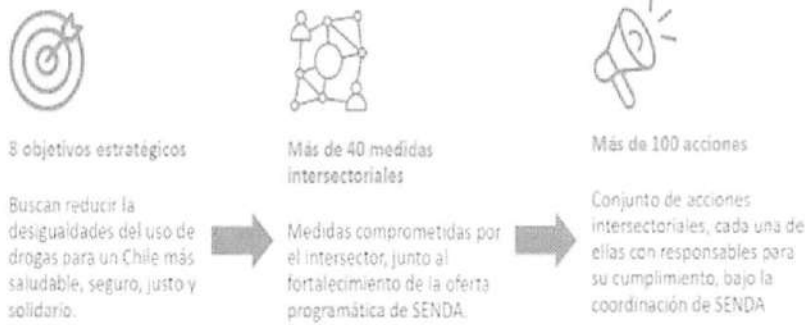 8 objetivos estratégicos
Buscan reducir la
desigualdades del uso de
drogas para un Chile más
saludable, seguro, justo y
solidario.
Más de 40 medidas
intersectoriales
Medidas comprometidas por
el intersector, junto al
fortalecimiento de la oferta
programática de SENDA.
Más de 100 acciones
Conjunto de acciones
intersectoriales, cada una de
ellas con responsables para
su cumplimiento, bajo la
coordinación de SENDA